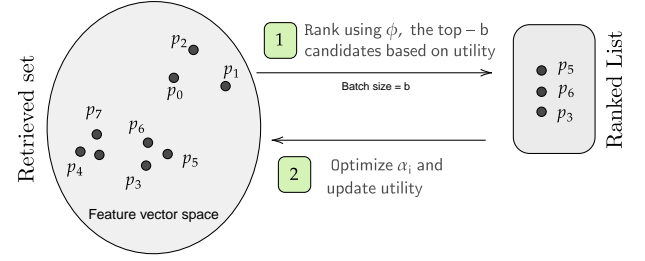 Retrieved set
p2
p1
p0
p7
p6
p4
p5
p3
Feature vector space
1
Rank using ϕ, the top – b
candidates based on utility
Batch size = b
2
Optimize αi and
update utility
p5
p6
p3
Ranked List